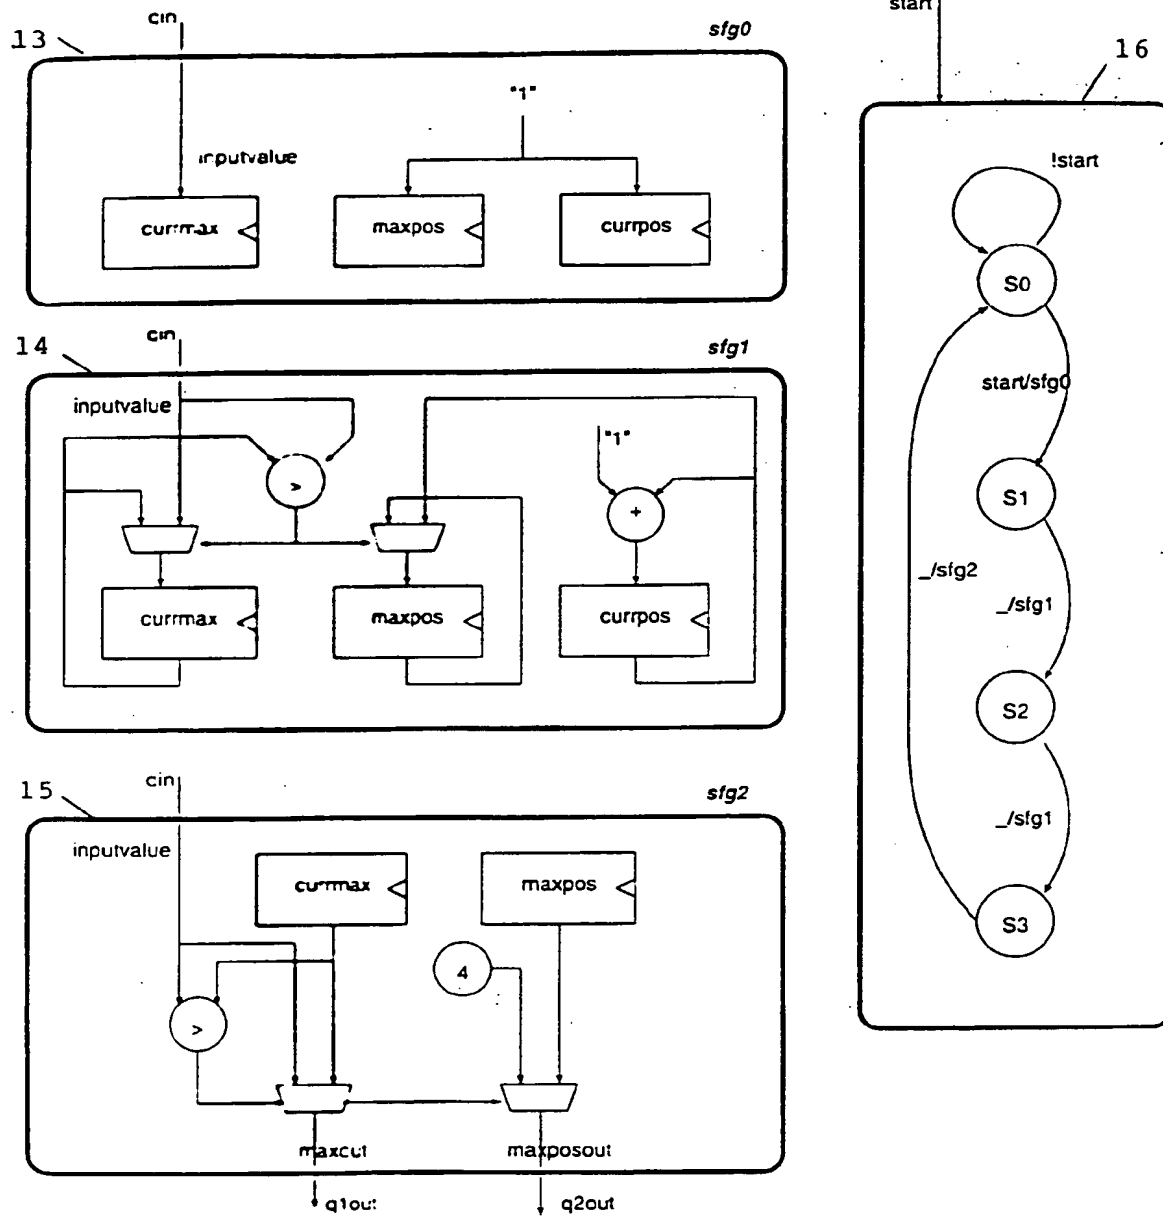 13
cin
sfg0
"1"
inputvalue
currmax
maxpos
currpos
14
cin
sfg1
inputvalue
"1"
>
+
currmax
maxpos
currpos
15
cin
sfg2
inputvalue
currmax
maxpos
4
>
maxout
maxposout
q1out
q2out
start
16
!start
S0
start/sfg0
S1
_/sfg2
_/sfg1
S2
_/sfg1
S3